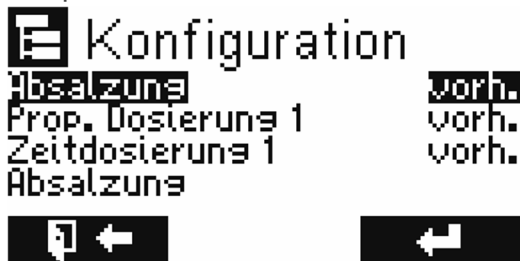 Konfiguration
Absalzung vorh.
Prop. Dosierung 1 vorh.
Zeitdosierung 1 vorh.
Absalzung